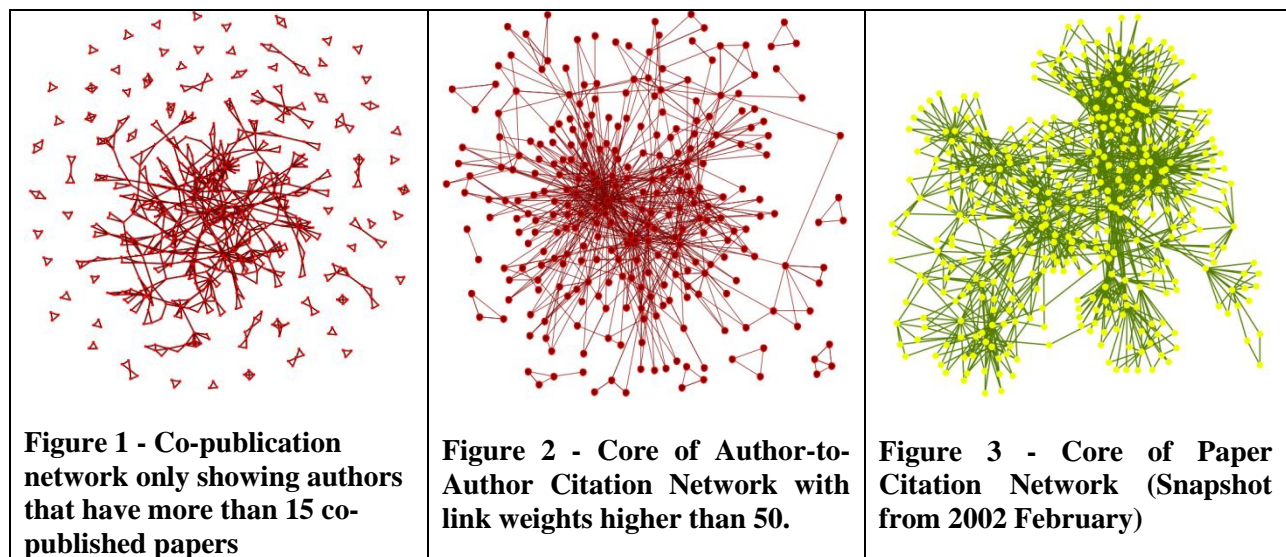 Figure 1 - Co-publication
network only showing authors
that have more than 15 co-
published papers
Figure 2 - Core of Author-to-
Author Citation Network with
link weights higher than 50.
Figure 3 - Core of Paper
Citation Network (Snapshot
from 2002 February)